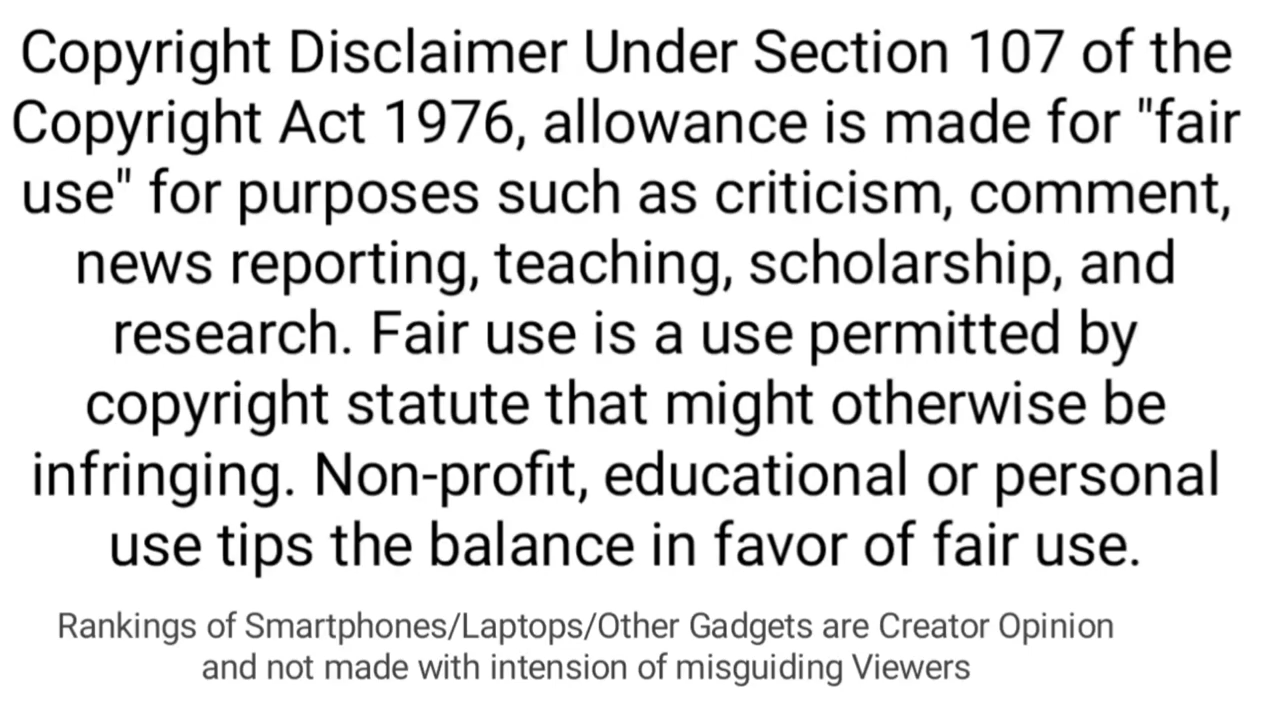 Copyright Disclaimer Under Section 107 of the
Copyright Act 1976, allowance is made for "fair
use" for purposes such as criticism, comment,
news reporting, teaching, scholarship, and
research. Fair use is a use permitted by
copyright statute that might otherwise be
infringing. Non-profit, educational or personal
use tips the balance in favor of fair use.
Rankings of Smartphones/Laptops/Other Gadgets are Creator Opinion
and not made with intension of misguiding Viewers